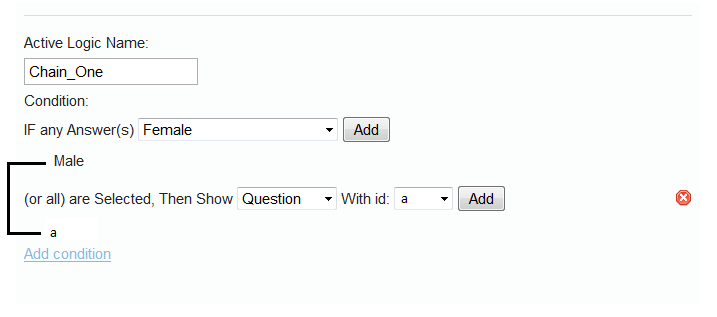 Active Logic Name:
Chain_One
Condition:
IF any Answer(s) Female Add
Male
(or all) are Selected, Then Show Question With id: a Add
a
Add condition